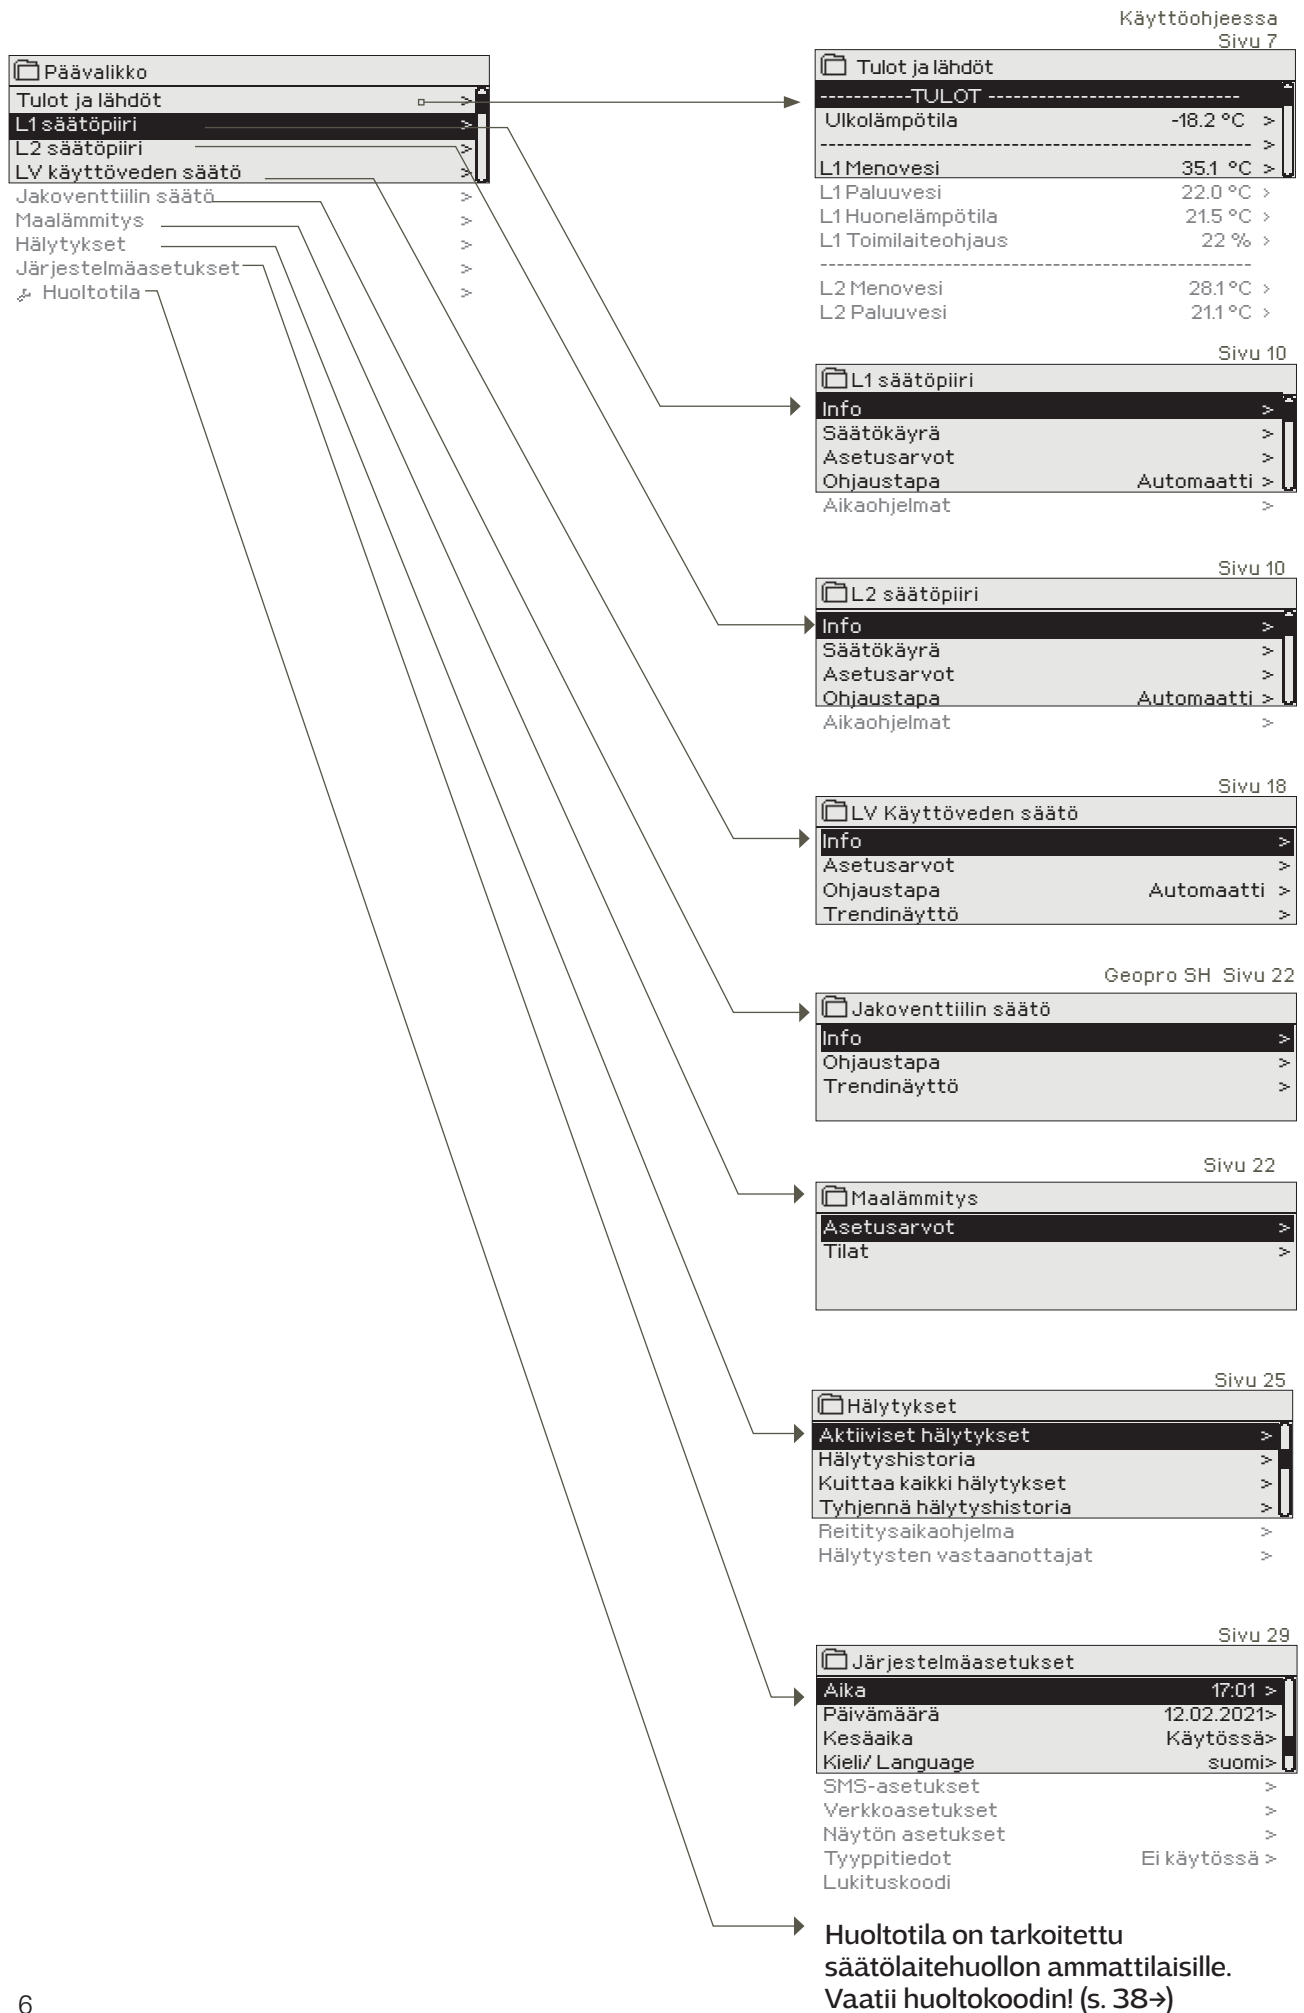 Päävalikko
Tulot ja lähdöt >
L1 säätöpiiri >
L2 säätöpiiri >
LV käyttöveden säätö >
Jakoventtiilin säätö >
Maalämmitys >
Hälytykset >
Järjestelmäasetukset >
Huoltotila >
Käyttöohjeessa
Sivu 7
Tulot ja lähdöt
-----------TULOT ------------------------------
Ulkolämpötila -18.2 °C >
---------------------------------------------------- >
L1 Menovesi 35.1 °C >
L1 Paluuvesi 22.0 °C >
L1 Huonelämpötila 21.5 °C >
L1 Toimilaiteohjaus 22 % >
----------------------------------------------------
L2 Menovesi 28.1 °C >
L2 Paluuvesi 21.1 °C >
Sivu 10
L1 säätöpiiri
Info >
Säätökäyrä >
Asetusarvot >
Ohjaustapa Automaatti >
Aikaohjelmat >
Sivu 10
L2 säätöpiiri
Info >
Säätökäyrä >
Asetusarvot >
Ohjaustapa Automaatti >
Aikaohjelmat >
Sivu 18
LV Käyttöveden säätö
Info >
Asetusarvot >
Ohjaustapa Automaatti >
Trendinäyttö >
Geopro SH Sivu 22
Jakoventtiilin säätö
Info >
Ohjaustapa >
Trendinäyttö >
Sivu 22
Maalämmitys
Asetusarvot >
Tilat >
Sivu 25
Hälytykset
Aktiiviset hälytykset >
Hälytyshistoria >
Kuittaa kaikki hälytykset >
Tyhjennä hälytyshistoria >
Reititysaikaohjelma >
Hälytysten vastaanottajat >
Sivu 29
Järjestelmäasetukset
Aika 17:01 >
Päivämäärä 12.02.2021>
Kesäaika Käytössä>
Kieli/ Language suomi>
SMS-asetukset >
Verkkoasetukset >
Näytön asetukset >
Tyyppitiedot Ei käytössä >
Lukituskoodi
Huoltotila on tarkoitettu
säätölaitehuollon ammattilaisille.
Vaatii huoltokoodin! (s. 38→)
6